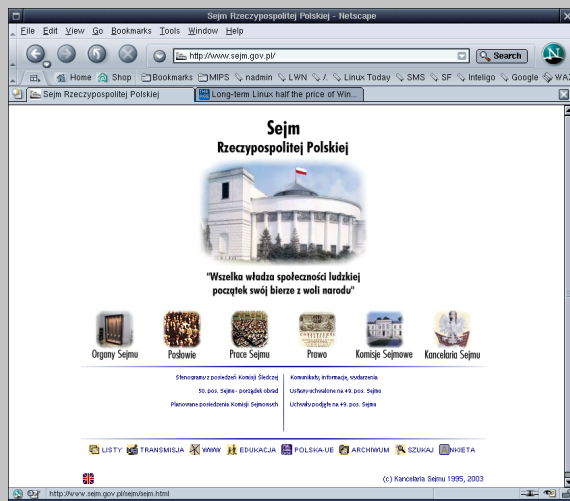 Sejm Rzeczypospolitej Polskiej - Netscape
File Edit View Go Bookmarks Tools Window Help
http://www.sejm.gov.pl/ Search N
Home Shop Bookmarks MIPS nadmin LWN /. Linux Today SMS SF Inteligo Google WAZ
Sejm Rzeczypospolitej Polskiej Long-term Linux half the price of Win...
Sejm
Rzeczypospolitej Polskiej
"Wszelka władza społeczności ludzkiej
początek swój bierze z woli narodu"
Organy Sejmu Posłowie Prace Sejmu Prawo Komisje Sejmowe Kancelaria Sejmu
Stenogramy z posiedzeń Komisji Śledczej Komunikaty, informacje, wydarzenia
50. pos. Sejmu - porządek obrad Ustawy uchwalone na 49. pos. Sejmu
Planowane posiedzenia Komisji Sejmowych Uchwały podjęte na 49. pos. Sejmu
LISTY TRANSMISJA WWW EDUKACJA POLSKA-UE ARCHIWUM SZUKAJ ANKIETA
(c) Kancelaria Sejmu 1995, 2003
http://www.sejm.gov.pl/sejm/sejm.html